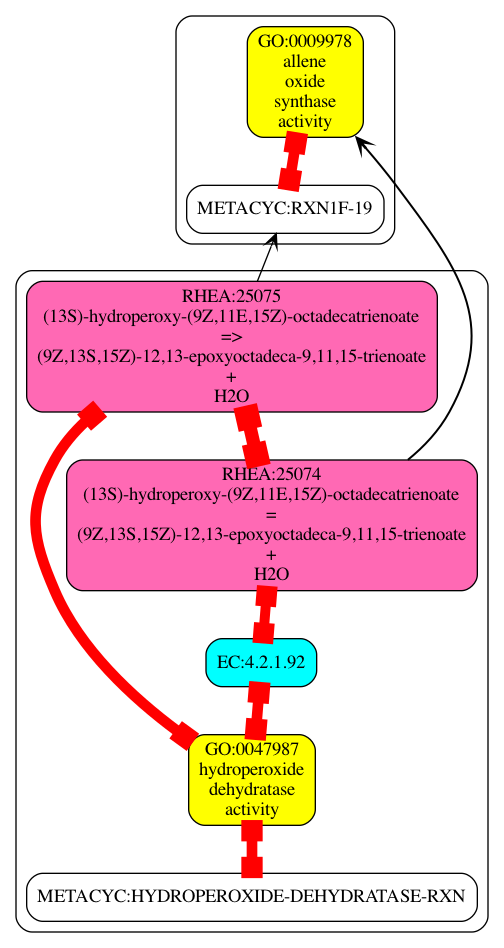 GO:0009978
allene
oxide
synthase
activity
METACYC:RXN1F-19
RHEA:25075
(13S)-hydroperoxy-(9Z,11E,15Z)-octadecatrienoate
=>
(9Z,13S,15Z)-12,13-epoxyoctadeca-9,11,15-trienoate
+
H2O
RHEA:25074
(13S)-hydroperoxy-(9Z,11E,15Z)-octadecatrienoate
=
(9Z,13S,15Z)-12,13-epoxyoctadeca-9,11,15-trienoate
+
H2O
EC:4.2.1.92
GO:0047987
hydroperoxide
dehydratase
activity
METACYC:HYDROPEROXIDE-DEHYDRATASE-RXN